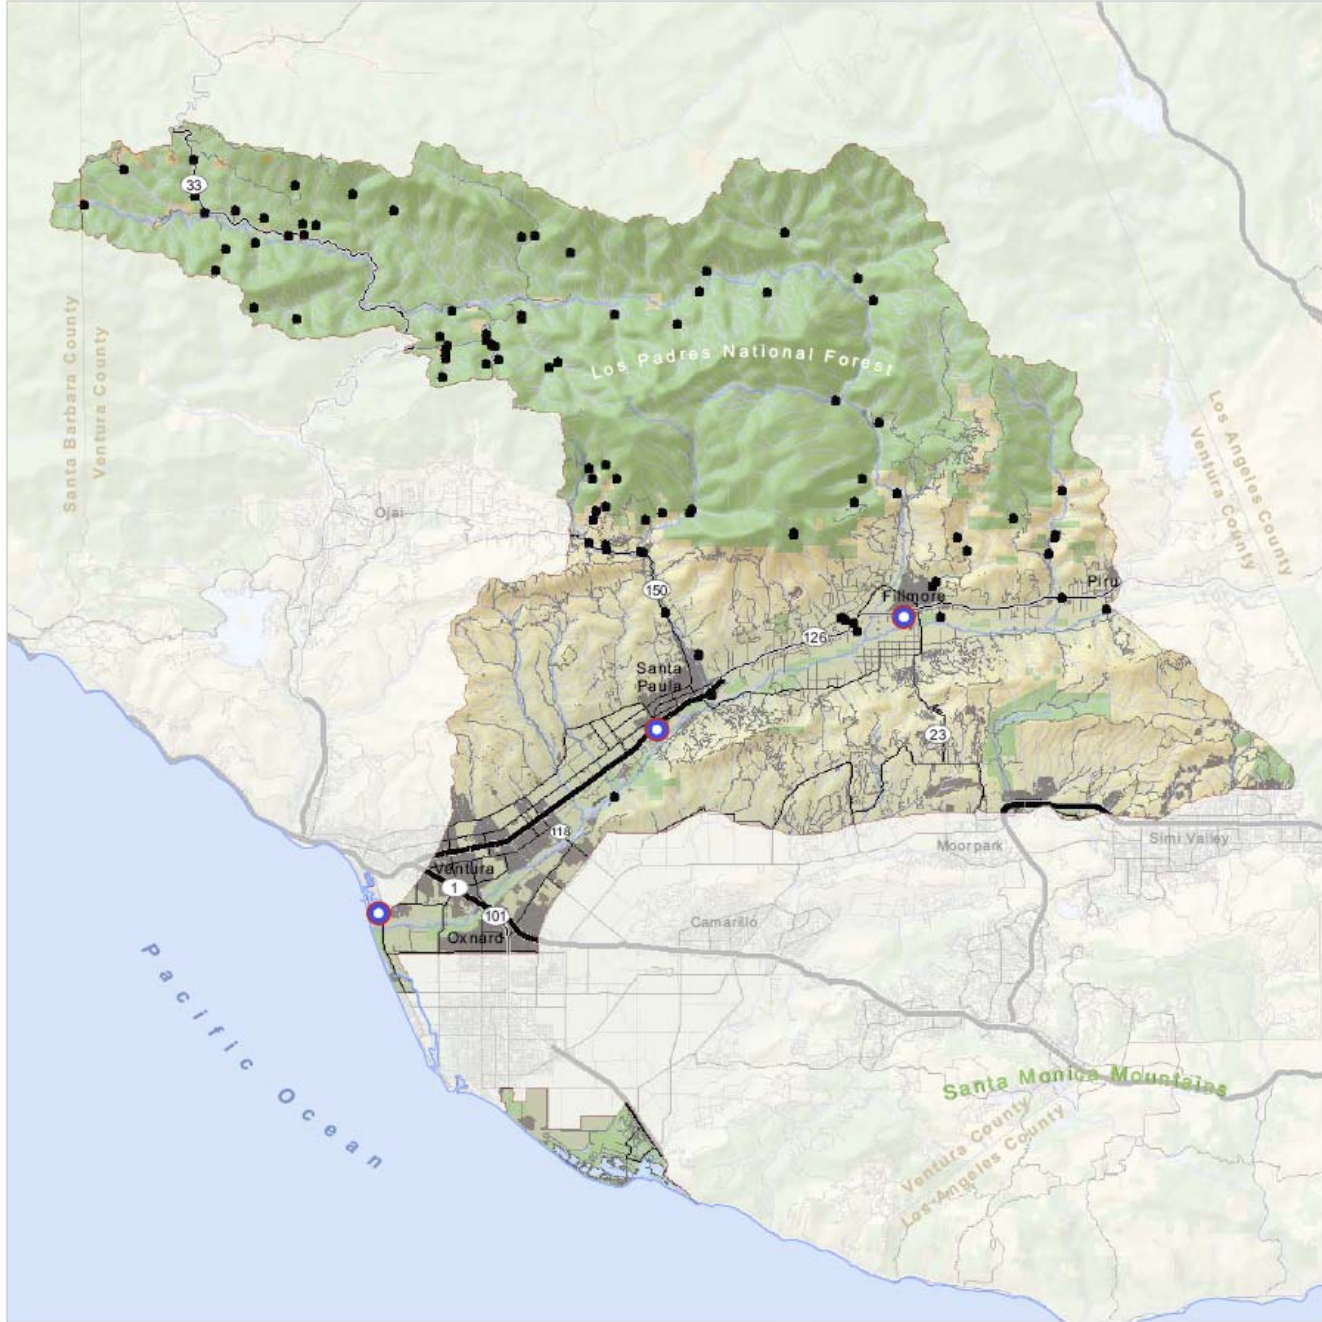 33
Los Padres National Forest
Santa Barbara County
Ventura County
Los Angeles County
Ventura County
Ojai
150
Piru
Fillmore
126
Santa
Paula
23
118
Moorpark
Simi Valley
Ventura
1
101
Oxnard
Camarillo
Pacific Ocean
Santa Monica Mountains
Ventura County
Los Angeles County